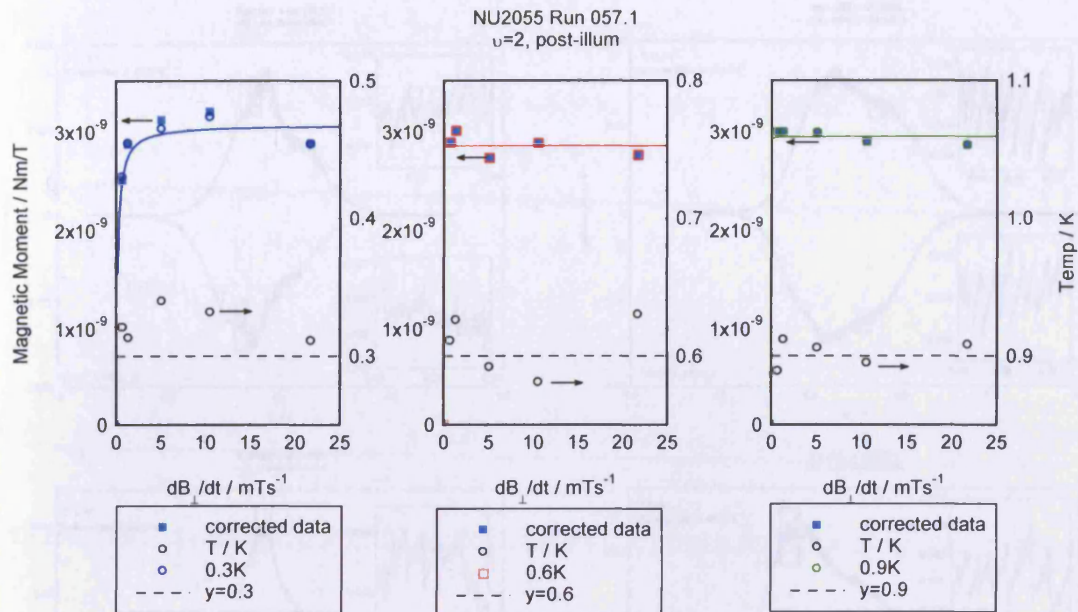 NU2055 Run 057.1
υ=2, post-illum
Magnetic Moment / Nm/T
3x10⁻⁹
2x10⁻⁹
1x10⁻⁹
0
0.5
0.4
0.3
0 5 10 15 20 25
dB /dt / mTs⁻¹
corrected data
T / K
0.3K
y=0.3
3x10⁻⁹
2x10⁻⁹
1x10⁻⁹
0
0.8
0.7
0.6
0 5 10 15 20 25
dB /dt / mTs⁻¹
corrected data
T / K
0.6K
y=0.6
3x10⁻⁹
2x10⁻⁹
1x10⁻⁹
0
1.1
1.0
0.9
Temp / K
0 5 10 15 20 25
dB /dt / mTs⁻¹
corrected data
T / K
0.9K
y=0.9